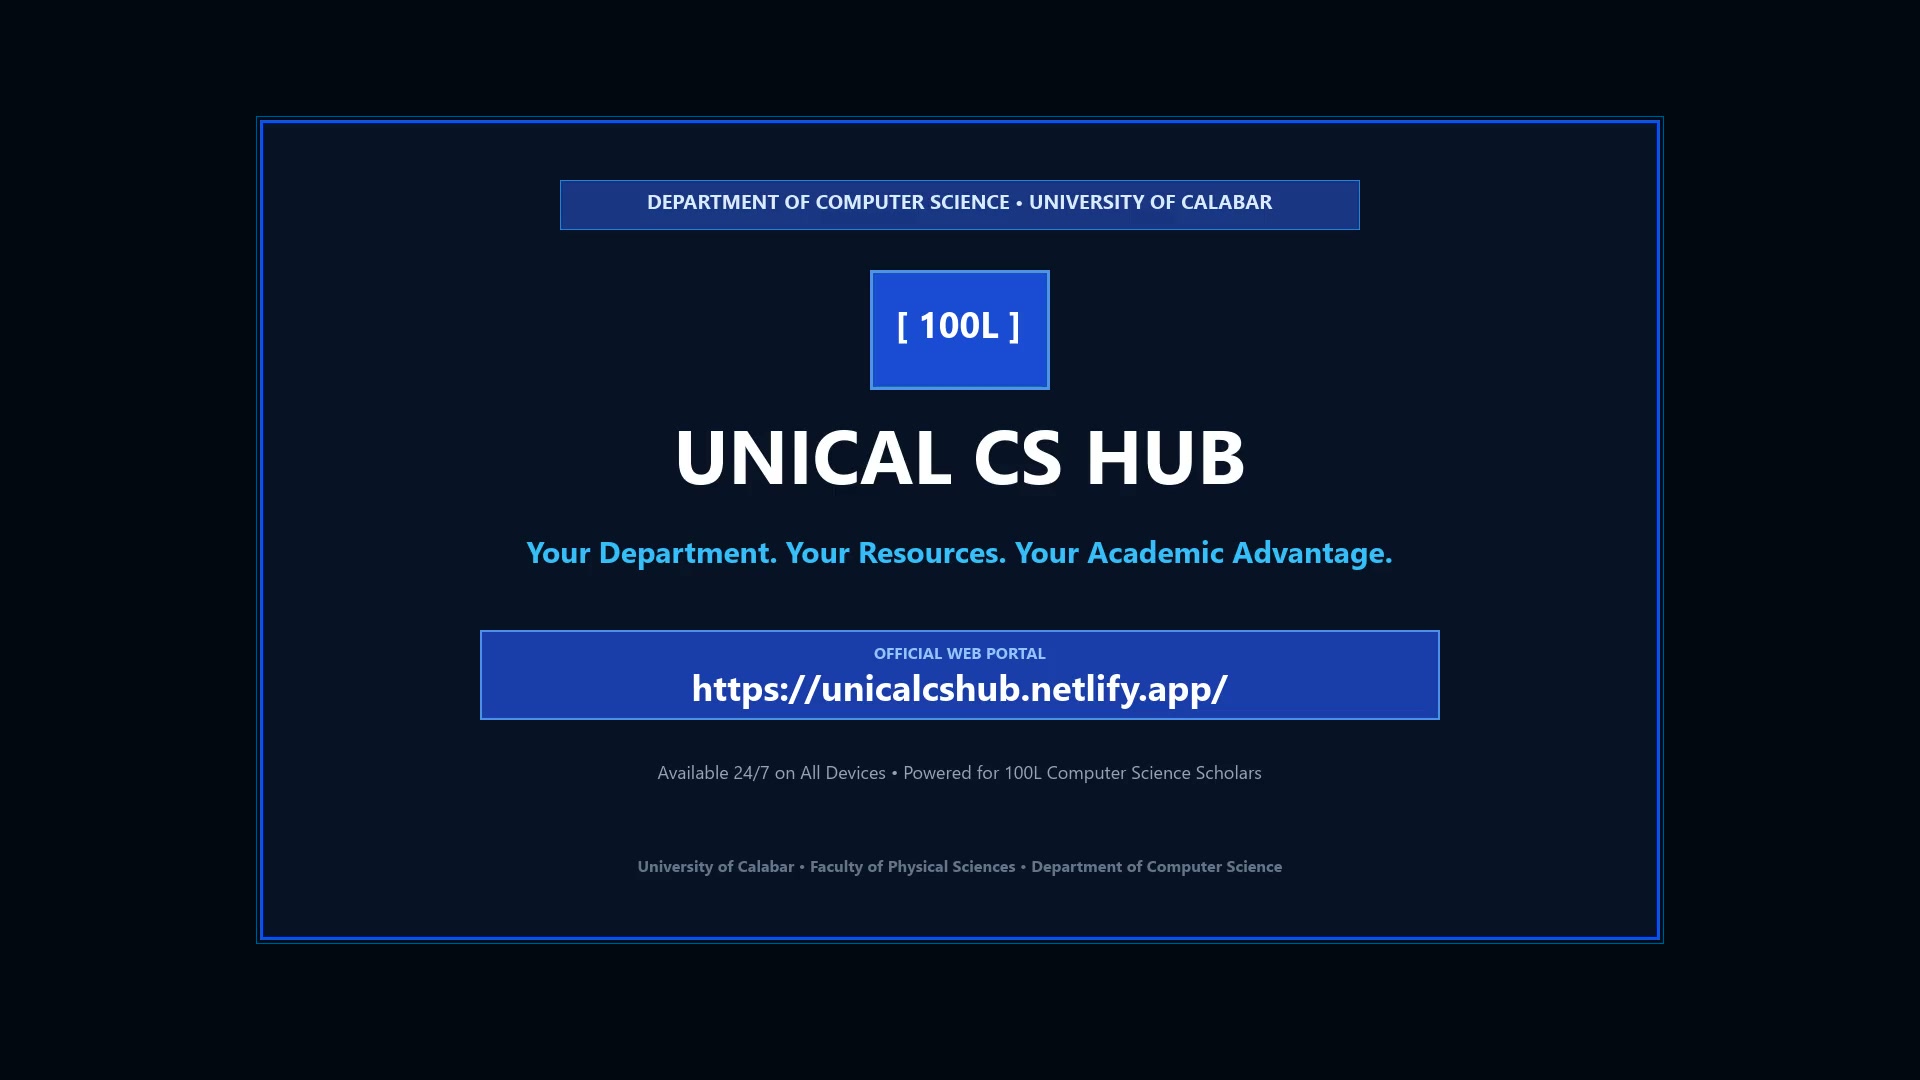 DEPARTMENT OF COMPUTER SCIENCE • UNIVERSITY OF CALABAR
[ 100L ]
UNICAL CS HUB
Your Department. Your Resources. Your Academic Advantage.
OFFICIAL WEB PORTAL
https://unicalcshub.netlify.app/
Available 24/7 on All Devices • Powered for 100L Computer Science Scholars
University of Calabar • Faculty of Physical Sciences • Department of Computer Science